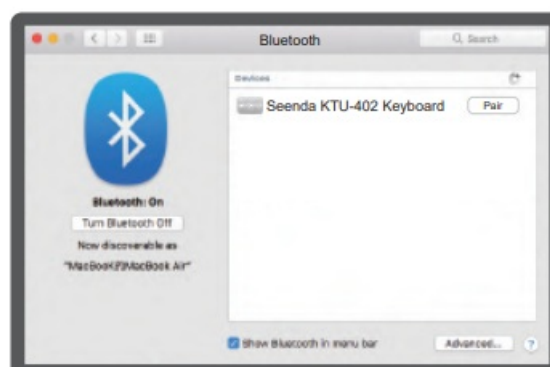 Bluetooth
Search
Devices
Seenda KTU-402 Keyboard
Pair
Bluetooth: On
Turn Bluetooth Off
Now discoverable as
MacBook Air"
Show Bluetooth in menu bar
Advanced...
?